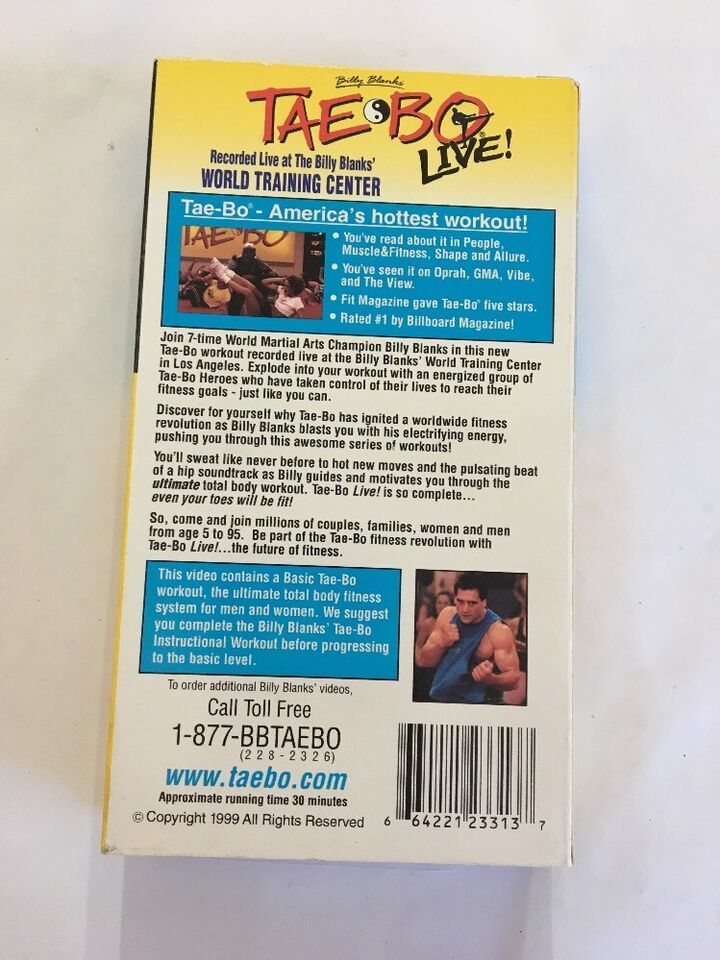 Billy Blanks'
TAE BO®
LIVE!
Recorded Live at The Billy Blanks'
WORLD TRAINING CENTER
Tae-Bo® - America's hottest workout!
TAE BO
• You've read about it in People,
Muscle&Fitness, Shape and Allure.
• You've seen it on Oprah, GMA, Vibe,
and The View.
• Fit Magazine gave Tae-Bo® five stars.
• Rated #1 by Billboard Magazine!
Join 7-time World Martial Arts Champion Billy Blanks in this new
Tae-Bo workout recorded live at the Billy Blanks' World Training Center
in Los Angeles. Explode into your workout with an energized group of
Tae-Bo Heroes who have taken control of their lives to reach their
fitness goals - just like you can.
Discover for yourself why Tae-Bo has ignited a worldwide fitness
revolution as Billy Blanks blasts you with his electrifying energy,
pushing you through this awesome series of workouts!
You'll sweat like never before to hot new moves and the pulsating beat
of a hip soundtrack as Billy guides and motivates you through the
ultimate total body workout. Tae-Bo Live! is so complete...
even your toes will be fit!
So, come and join millions of couples, families, women and men
from age 5 to 95. Be part of the Tae-Bo fitness revolution with
Tae-Bo Live!...the future of fitness.
This video contains a Basic Tae-Bo
workout, the ultimate total body fitness
system for men and women. We suggest
you complete the Billy Blanks' Tae-Bo
Instructional Workout before progressing
to the basic level.
To order additional Billy Blanks' videos,
Call Toll Free
1-877-BBTAEBO
(228-2326)
www.taebo.com
Approximate running time 30 minutes
© Copyright 1999 All Rights Reserved
6 64221 23313 7